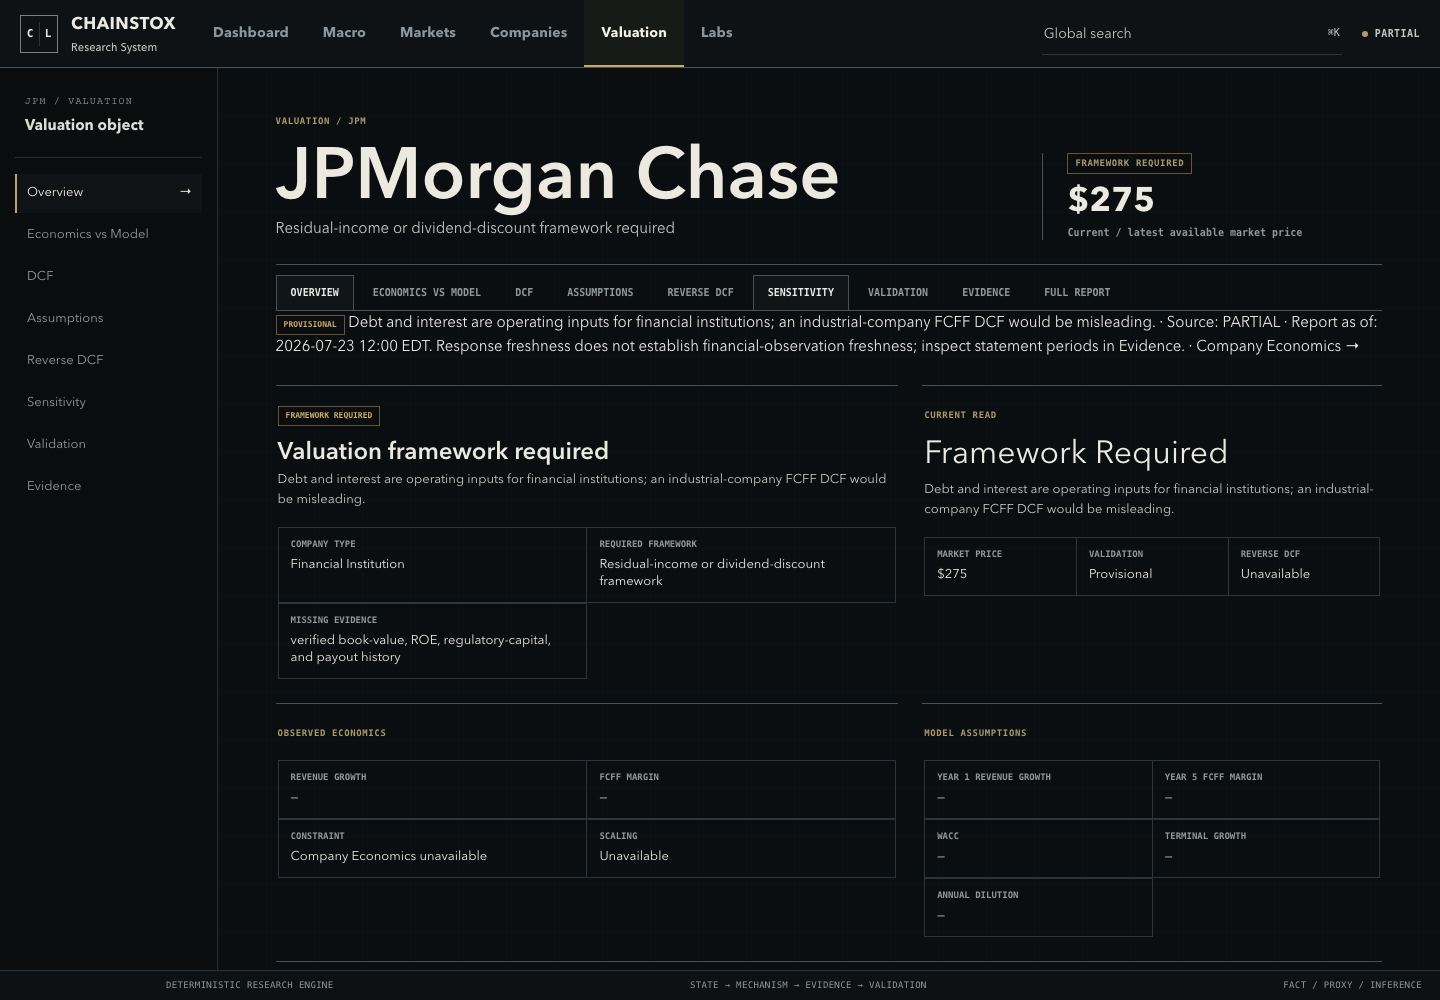 C L
CHAINSTOX
Research System
Dashboard Macro Markets Companies Valuation Labs
Global search ⌘K
PARTIAL
JPM / VALUATION
Valuation object
Overview →
Economics vs Model
DCF
Assumptions
Reverse DCF
Sensitivity
Validation
Evidence
VALUATION / JPM
JPMorgan Chase
Residual-income or dividend-discount framework required
FRAMEWORK REQUIRED
$275
Current / latest available market price
OVERVIEW ECONOMICS VS MODEL DCF ASSUMPTIONS REVERSE DCF SENSITIVITY VALIDATION EVIDENCE FULL REPORT
PROVISIONAL Debt and interest are operating inputs for financial institutions; an industrial-company FCFF DCF would be misleading. · Source: PARTIAL · Report as of:
2026-07-23 12:00 EDT. Response freshness does not establish financial-observation freshness; inspect statement periods in Evidence. · Company Economics →
FRAMEWORK REQUIRED
Valuation framework required
Debt and interest are operating inputs for financial institutions; an industrial-company FCFF DCF would
be misleading.
COMPANY TYPE
Financial Institution
REQUIRED FRAMEWORK
Residual-income or dividend-discount
framework
MISSING EVIDENCE
verified book-value, ROE, regulatory-capital,
and payout history
CURRENT READ
Framework Required
Debt and interest are operating inputs for financial institutions; an industrial-
company FCFF DCF would be misleading.
MARKET PRICE
$275
VALIDATION
Provisional
REVERSE DCF
Unavailable
OBSERVED ECONOMICS
REVENUE GROWTH
—
FCFF MARGIN
—
CONSTRAINT
Company Economics unavailable
SCALING
Unavailable
MODEL ASSUMPTIONS
YEAR 1 REVENUE GROWTH
—
YEAR 5 FCFF MARGIN
—
WACC
—
TERMINAL GROWTH
—
ANNUAL DILUTION
—
DETERMINISTIC RESEARCH ENGINE
STATE → MECHANISM → EVIDENCE → VALIDATION
FACT / PROXY / INFERENCE